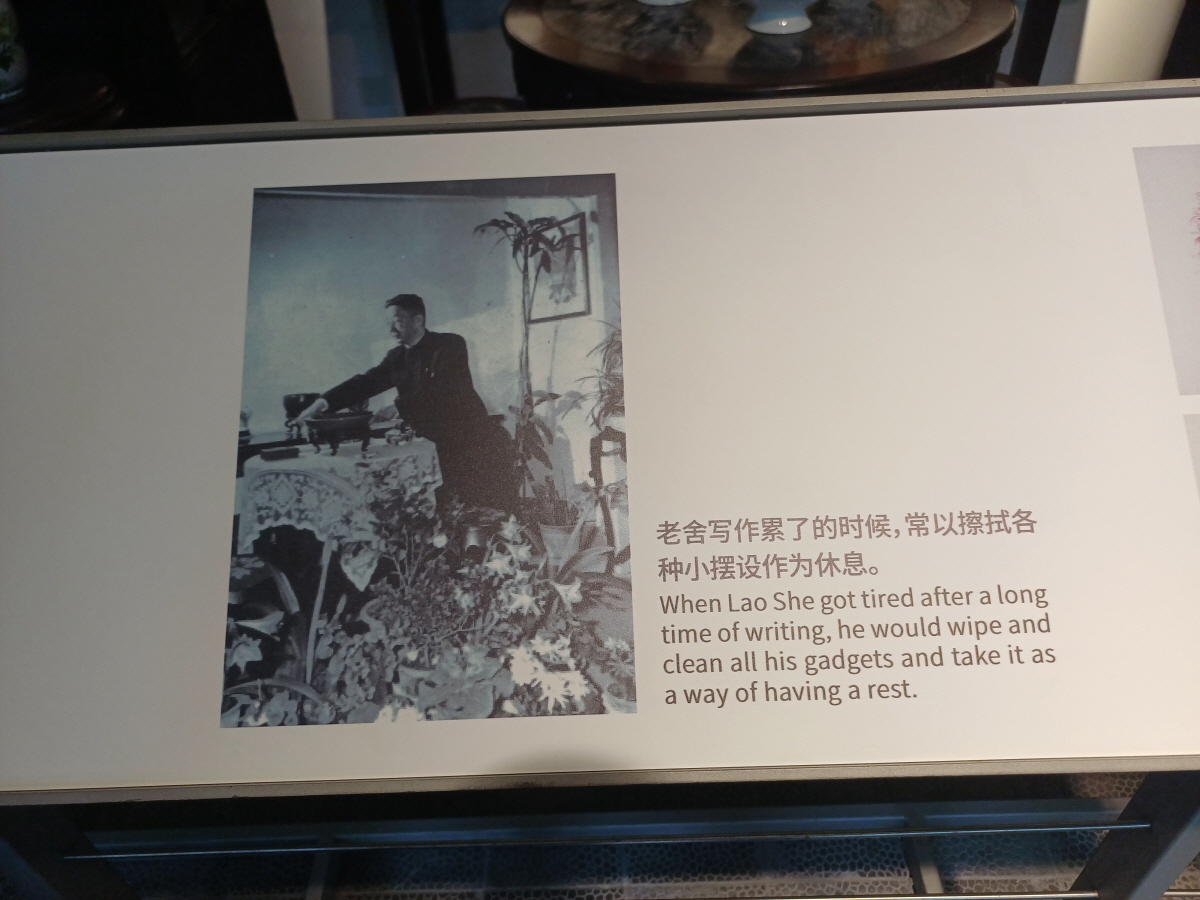 老舍写作累了的时候,常以擦拭各
种小摆设作为休息。
When Lao She got tired after a long
time of writing, he would wipe and
clean all his gadgets and take it as
a way of having a rest.